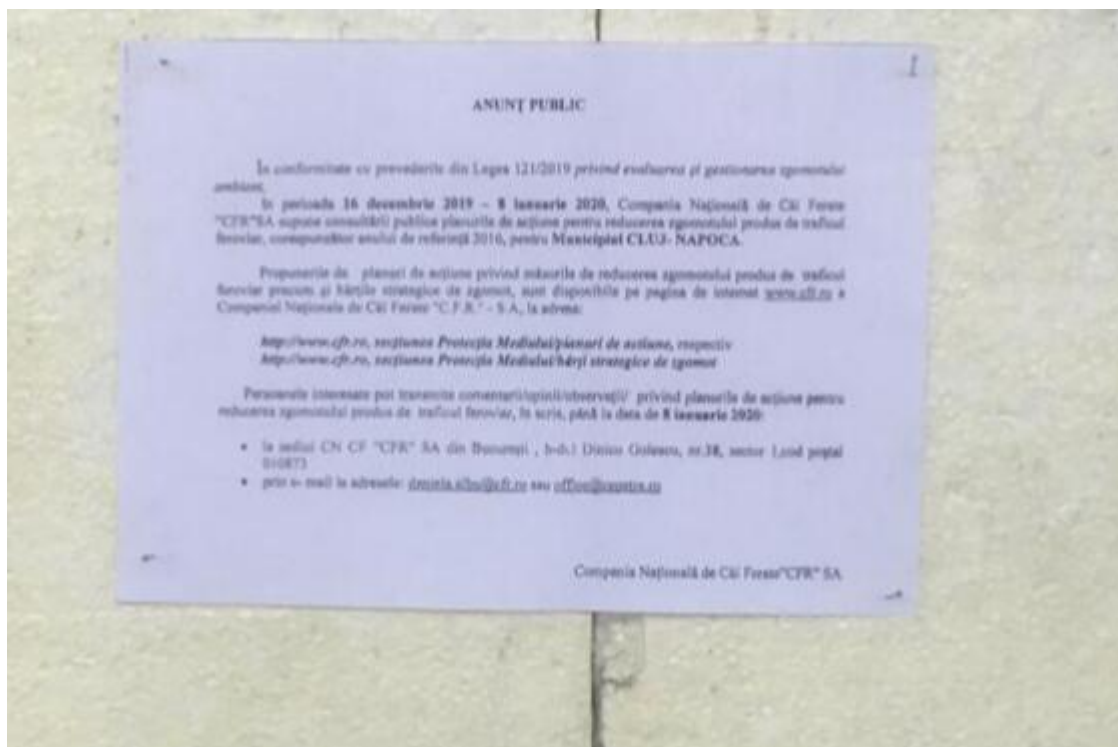 ANUNȚ PUBLIC
În conformitate cu prevederile din Legea 121/2019 privind evaluarea și gestionarea zgomotului
ambiant,
În perioada 16 decembrie 2019 – 8 ianuarie 2020, Compania Națională de Căi Ferate
"CFR"SA supune consultării publice planurile de acțiune pentru reducerea zgomotului produs de traficul
feroviar, corespunzător anului de referință 2016, pentru Municipiul CLUJ- NAPOCA.
Propunerile de planuri de acțiune privind măsurile de reducerea zgomotului produs de traficul
feroviar precum și hărțile strategice de zgomot, sunt disponibile pe pagina de internet www.cfr.ro a
Companiei Naționale de Căi Ferate "C.F.R." - S.A, la adresa:
http://www.cfr.ro, secțiunea Protecția Mediului/planuri de actiune, respectiv
http://www.cfr.ro, secțiunea Protecția Mediului/hărți strategice de zgomot
Persoanele interesate pot transmite comentarii/opinii/observații/ privind planurile de acțiune pentru
reducerea zgomotului produs de traficul feroviar, în scris, până la data de 8 ianuarie 2020:
• la sediul CN CF "CFR" SA din București , b-dul Dinicu Golescu, nr.38, sector 1,cod poștal
010873
• prin e- mail la adresele: sau
Compania Națională de Căi Ferate"CFR" SA